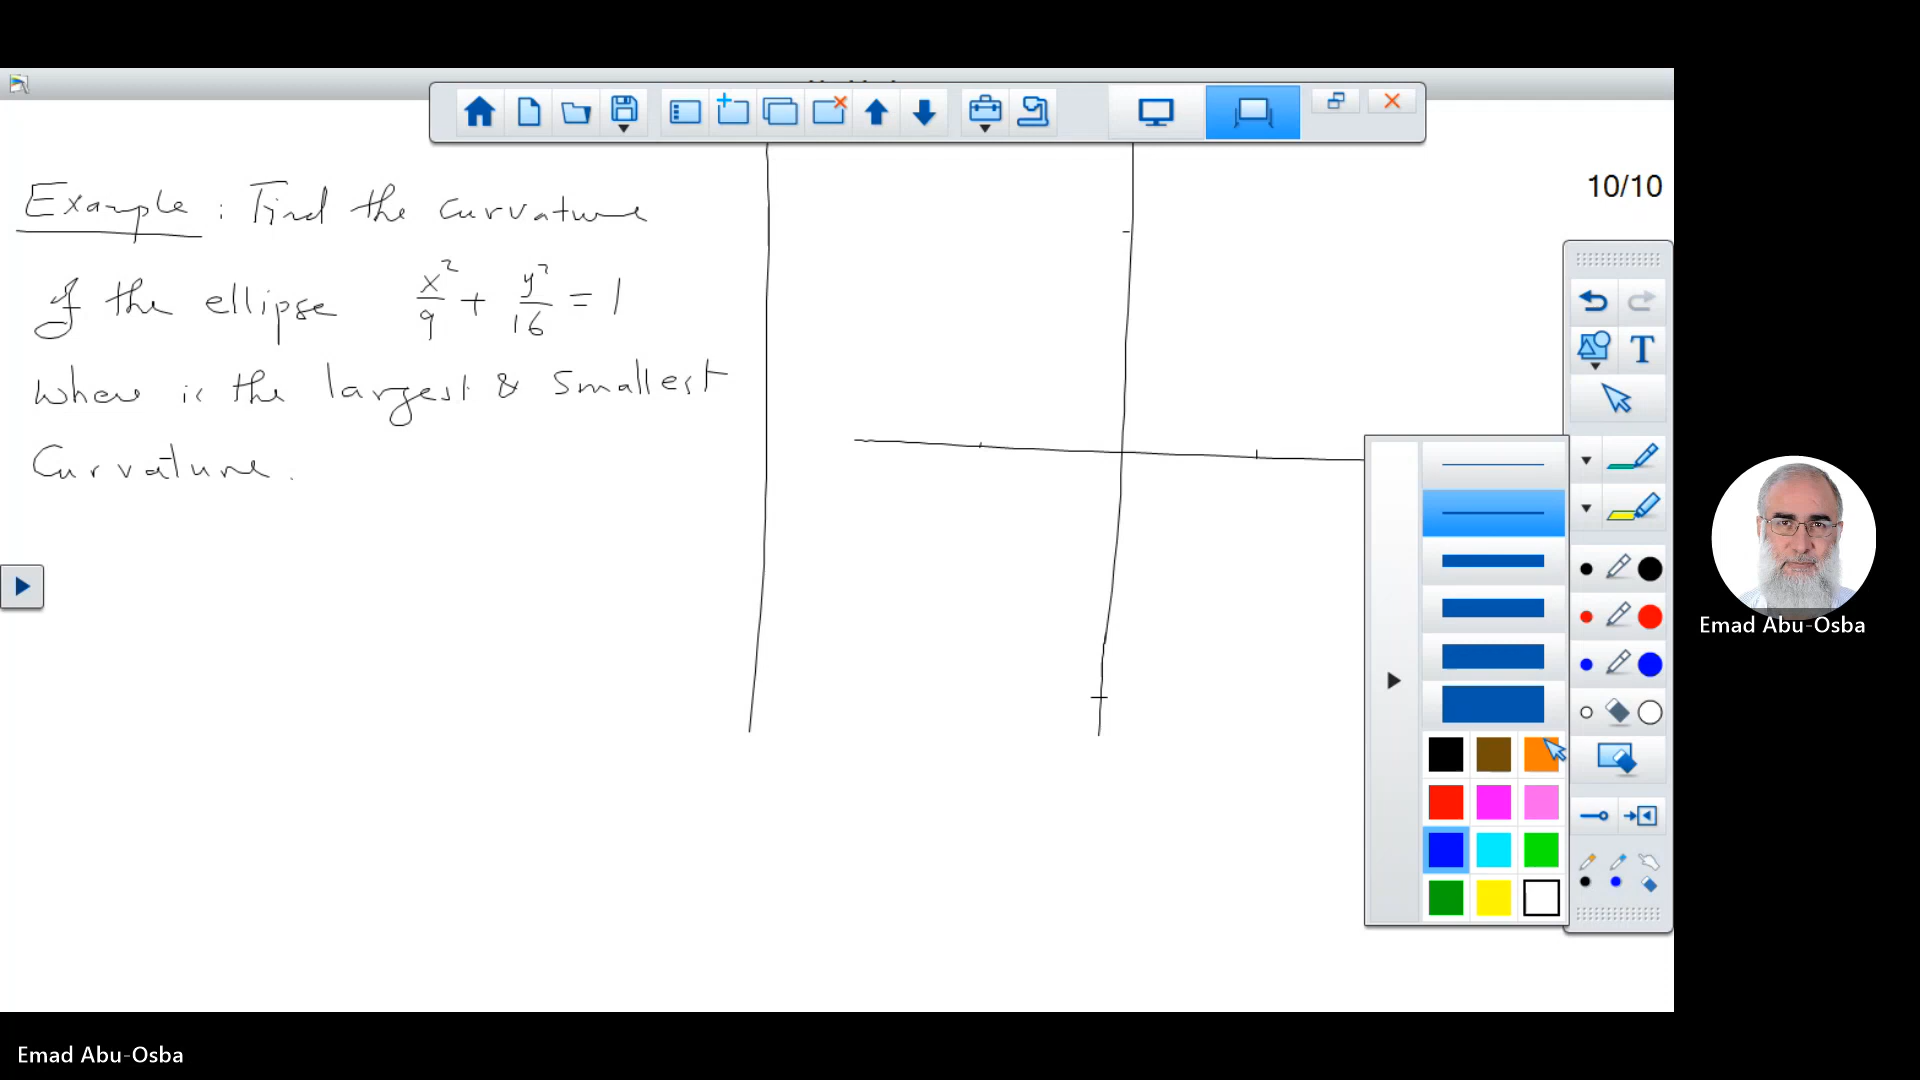 10/10
Example : Find the curvature
of the ellipse x²/9 + y²/16 = 1
Where is the largest & smallest
Curvature.
T
Emad Abu-Osba
Emad Abu-Osba